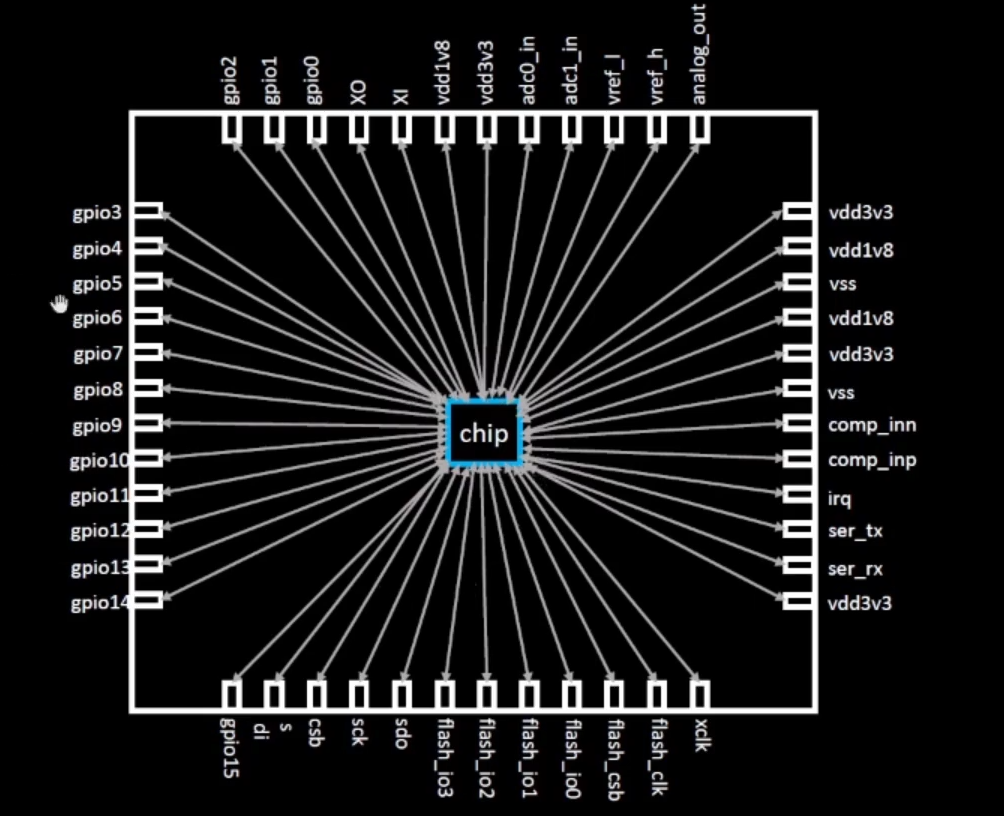 gpio2
gpio1
gpio0
XO
XI
vdd1v8
vdd3v3
adc0_in
adc1_in
vref_l
vref_h
analog_out
gpio3
gpio4
gpio5
gpio6
gpio7
gpio8
gpio9
gpio10
gpio11
gpio12
gpio13
gpio14
chip
vdd3v3
vdd1v8
vss
vdd1v8
vdd3v3
vss
comp_inn
comp_inp
irq
ser_tx
ser_rx
vdd3v3
gpio15
s
di
csb
sck
sdo
flash_io3
flash_io2
flash_io1
flash_io0
flash_csb
flash_clk
xclk